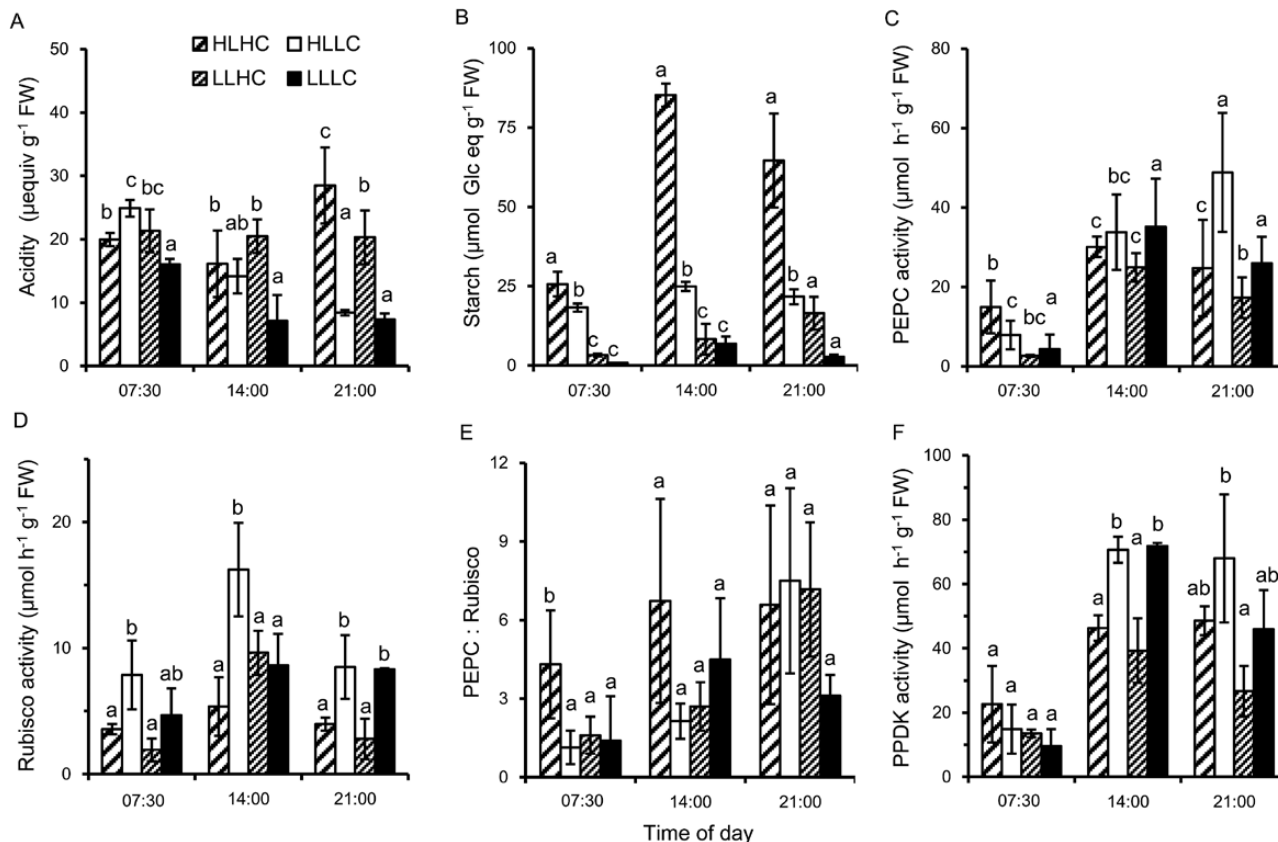 A
HLHC HLLC
LLHC LLLC
Acidity (µequiv g⁻¹ FW)
50
40
30
20
10
0
b c bc a
b ab b a
c a b a
07:30 14:00 21:00
B
Starch (µmol Glc eq g⁻¹ FW)
100
75
50
25
0
a b c c
a b c c
a b c a
07:30 14:00 21:00
C
PEPC activity (µmol h⁻¹ g⁻¹ FW)
80
60
40
20
0
b c bc a
c bc c a
c a b b
07:30 14:00 21:00
D
Rubisco activity (µmol h⁻¹ g⁻¹ FW)
20
10
0
a b a ab
a b a a
a b a b
07:30 14:00 21:00
E
PEPC : Rubisco
12
9
6
3
0
b a a a
a a a a
a a a a
07:30 14:00 21:00
Time of day
F
PPDK activity (µmol h⁻¹ g⁻¹ FW)
100
80
60
40
20
0
a a a a
a b a b
ab b a ab
07:30 14:00 21:00